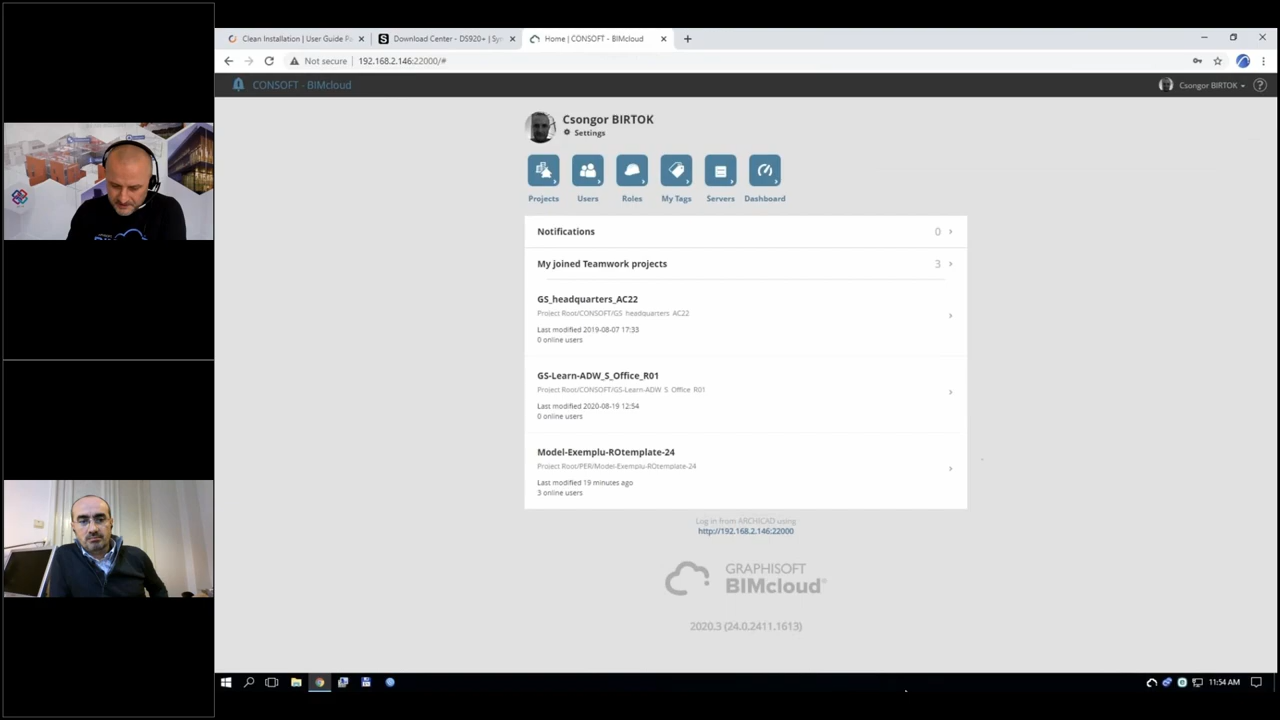 Clean Installation | User Guide P
Download Center - DS920+ | Sy
Home | CONSOFT - BIMcloud
Not secure
192.168.2.146:22000/#
CONSOFT - BIMcloud
Csongor BIRTOK
Csongor BIRTOK
Settings
Projects
Users
Roles
My Tags
Servers
Dashboard
Notifications
0
My joined Teamwork projects
3
GS_headquarters_AC22
Project Root/CONSOFT/GS_headquarters_AC22
Last modified 2019-08-07 17:33
0 online users
GS-Learn-ADW_S_Office_R01
Project Root/CONSOFT/GS-Learn-ADW_S_Office_R01
Last modified 2020-08-19 12:54
0 online users
Model-Exemplu-ROtemplate-24
Project Root/PER/Model-Exemplu-ROtemplate-24
Last modified 19 minutes ago
3 online users
Log in from ARCHICAD using
http://192.168.2.146:22000
GRAPHISOFT
BIMcloud®
2020.3 (24.0.2411.1613)
11:54 AM